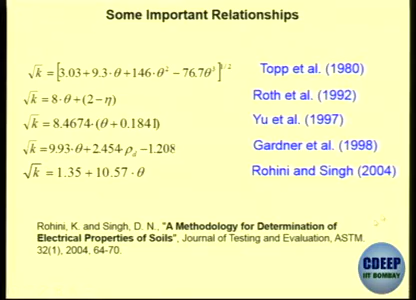 Some Important Relationships
√k = [3.03+9.3·θ+146·θ²−76.7θ³]^1/2 Topp et al. (1980)
√k = 8·θ+(2−η) Roth et al. (1992)
√k = 8.4674·(θ+0.1841) Yu et al. (1997)
√k = 9.93·θ+2.454·ρd−1.208 Gardner et al. (1998)
√k = 1.35+10.57·θ Rohini and Singh (2004)
Rohini, K. and Singh, D. N., "A Methodology for Determination of
Electrical Properties of Soils", Journal of Testing and Evaluation, ASTM.
32(1), 2004, 64-70.
CDEEP
IIT BOMBAY